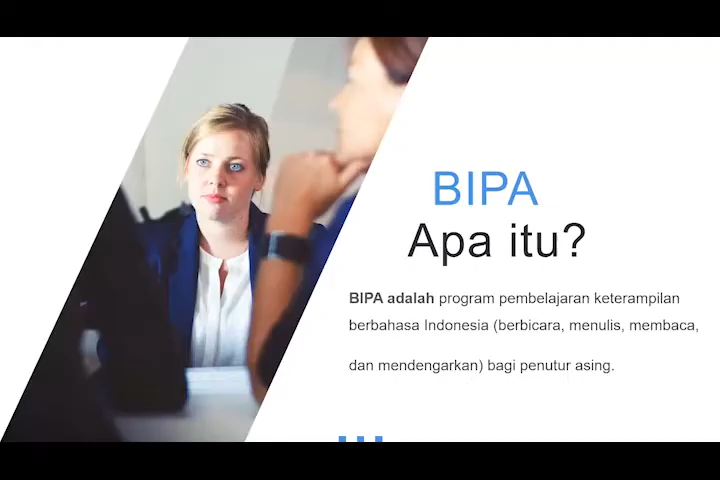 BIPA
Apa itu?
BIPA adalah program pembelajaran keterampilan
berbahasa Indonesia (berbicara, menulis, membaca,
dan mendengarkan) bagi penutur asing.